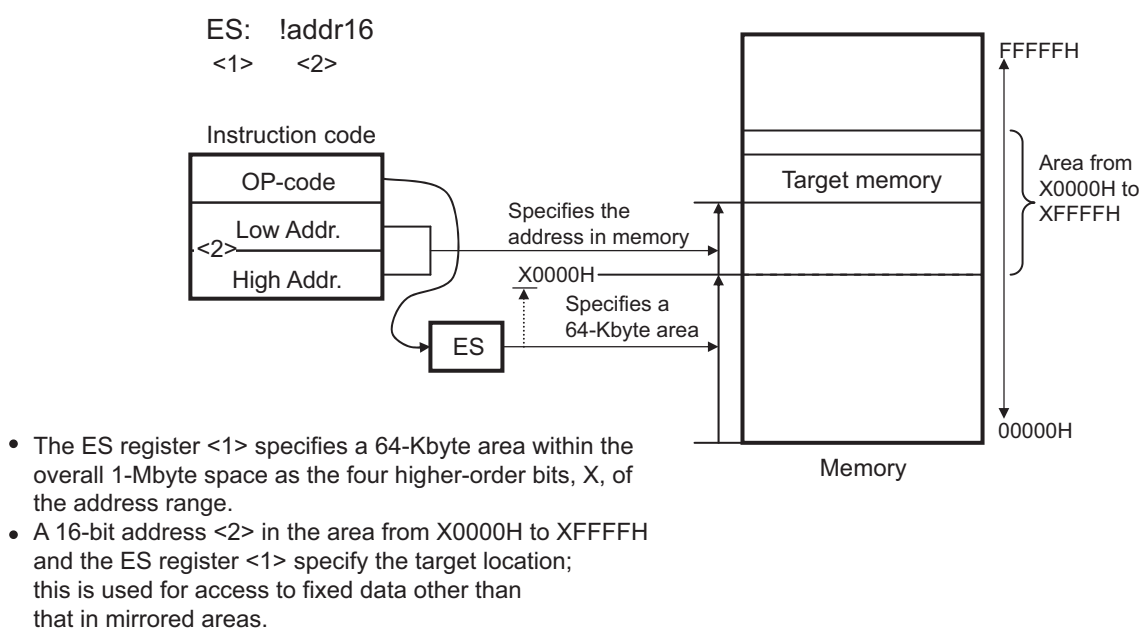 ES: !addr16
<1> <2>
FFFFFH
Instruction code
OP-code
Low Addr.
<2>
High Addr.
Specifies the
address in memory
X0000H
Specifies a
64-Kbyte area
ES
Target memory
Area from
X0000H to
XFFFFH
00000H
Memory
• The ES register <1> specifies a 64-Kbyte area within the
overall 1-Mbyte space as the four higher-order bits, X, of
the address range.
• A 16-bit address <2> in the area from X0000H to XFFFFH
and the ES register <1> specify the target location;
this is used for access to fixed data other than
that in mirrored areas.